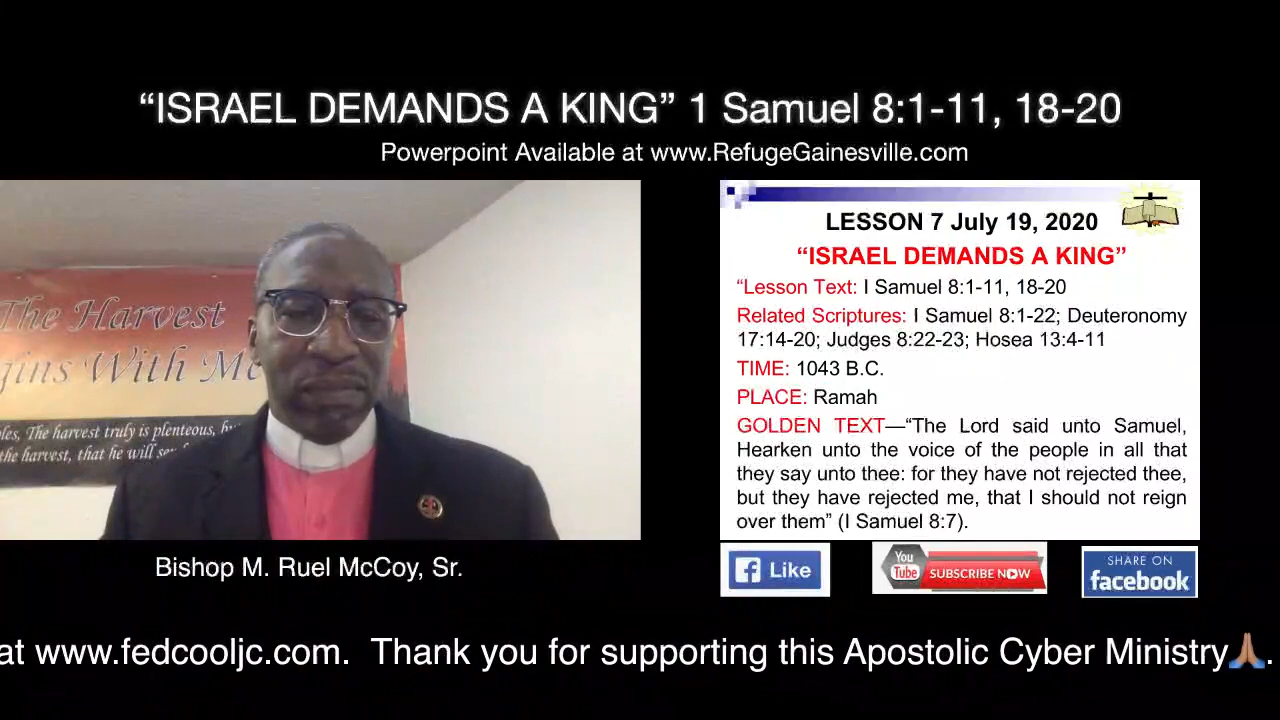 “ISRAEL DEMANDS A KING” 1 Samuel 8:1-11, 18-20
Powerpoint Available at www.RefugeGainesville.com
The Harvest
gins With Me
ples, The harvest truly is plenteous,
the harvest, that he will
LESSON 7 July 19, 2020
“ISRAEL DEMANDS A KING”
“Lesson Text: I Samuel 8:1-11, 18-20
Related Scriptures: I Samuel 8:1-22; Deuteronomy
17:14-20; Judges 8:22-23; Hosea 13:4-11
TIME: 1043 B.C.
PLACE: Ramah
GOLDEN TEXT—“The Lord said unto Samuel,
Hearken unto the voice of the people in all that
they say unto thee: for they have not rejected thee,
but they have rejected me, that I should not reign
over them” (I Samuel 8:7).
Bishop M. Ruel McCoy, Sr.
f Like
You
Tube
SUBSCRIBE NOW
SHARE ON
facebook
at www.fedcooljc.com.  Thank you for supporting this Apostolic Cyber Ministry🙏🏽.